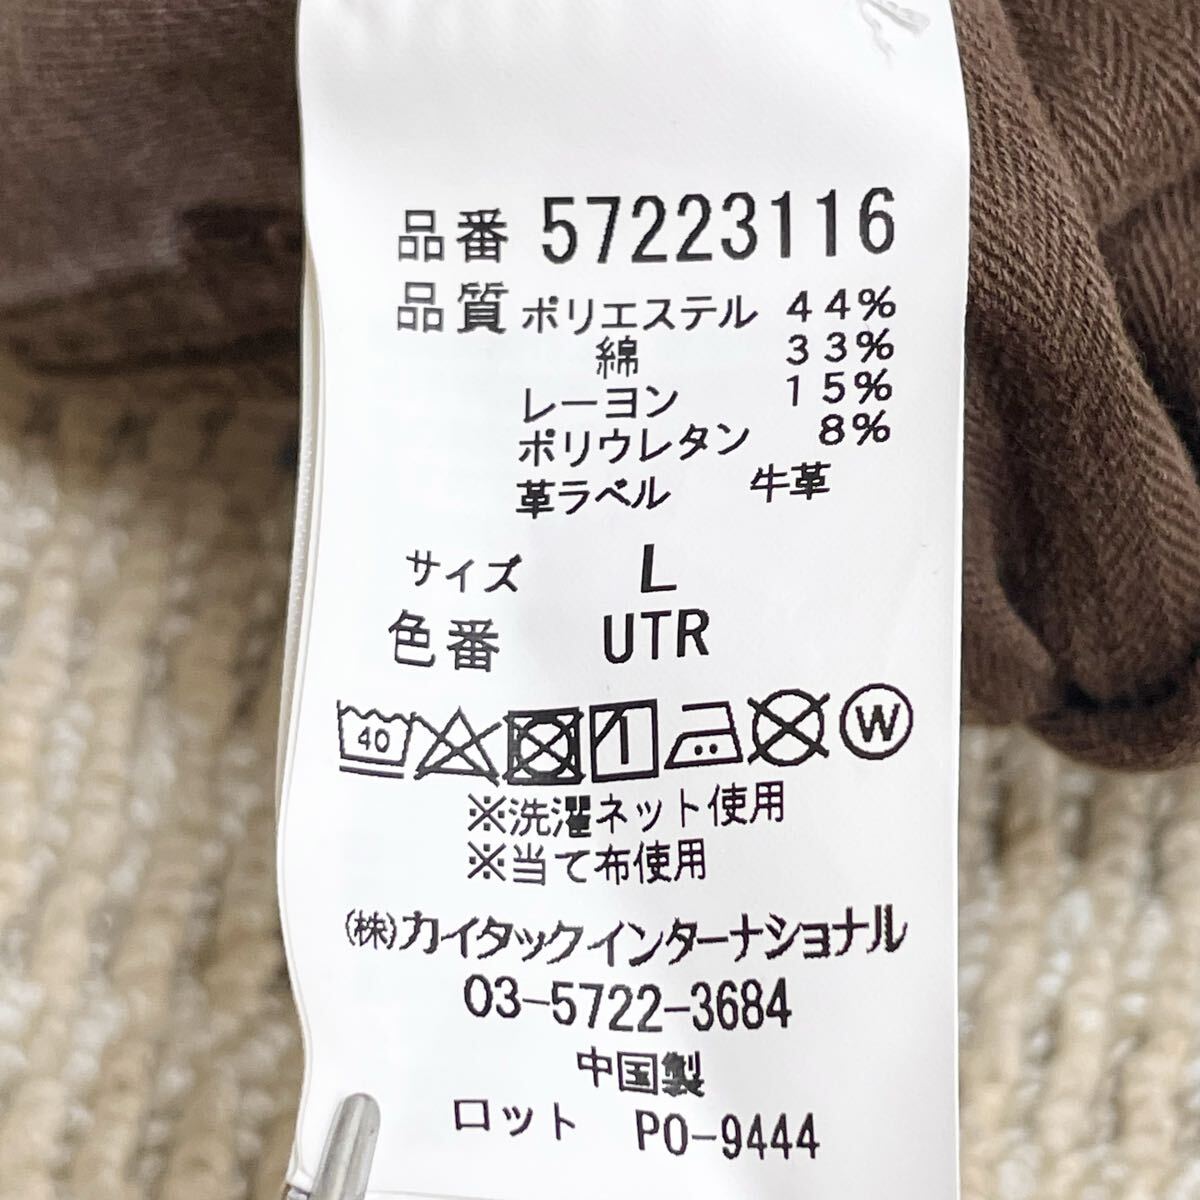 品番 57223116
品質 ポリエステル 44%
綿 33%
レーヨン 15%
ポリウレタン 8%
革ラベル 牛革
サイズ L
色番 UTR
40 W
※洗濯ネット使用
※当て布使用
(株)カイタックインターナショナル
03-5722-3684
中国製
ロット PO-9444